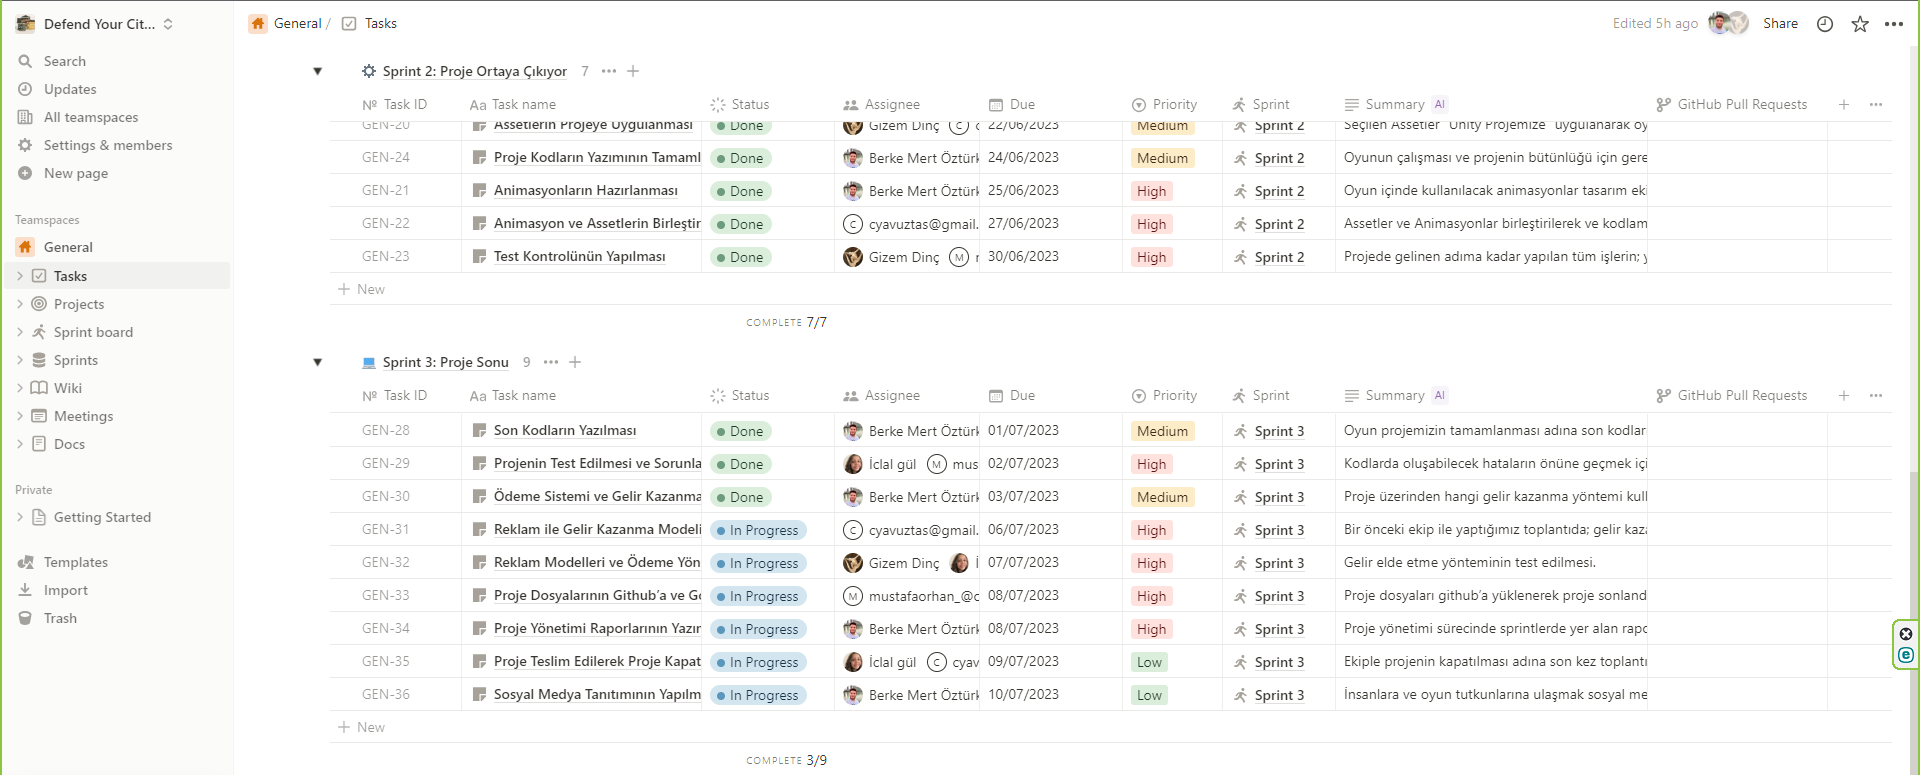 Defend Your Cit...
General / Tasks
Edited 5h ago
Share
Search
Updates
All teamspaces
Settings & members
New page
Teamspaces
General
Tasks
Projects
Sprint board
Sprints
Wiki
Meetings
Docs
Private
Getting Started
Templates
Import
Trash
Sprint 2: Proje Ortaya Çıkıyor 7
Nº Task ID Aa Task name Status Assignee Due Priority Sprint Summary AI GitHub Pull Requests
GEN-20 Assetlerin Projeye Uygulanması Done Gizem Dinç C 22/06/2023 Medium Sprint 2 Seçilen Assetler "Unity Projemize" uygulanarak oy
GEN-24 Proje Kodların Yazımının Tamaml Done Berke Mert Öztürk 24/06/2023 Medium Sprint 2 Oyunun çalışması ve projenin bütünlüğü için gere
GEN-21 Animasyonların Hazırlanması Done Berke Mert Öztürk 25/06/2023 High Sprint 2 Oyun içinde kullanılacak animasyonlar tasarım eki
GEN-22 Animasyon ve Assetlerin Birleştir Done C cyavuztas@gmail. 27/06/2023 High Sprint 2 Assetler ve Animasyonlar birleştirilerek ve kodlam
GEN-23 Test Kontrolünün Yapılması Done Gizem Dinç M 30/06/2023 High Sprint 2 Projede gelinen adıma kadar yapılan tüm işlerin; y
New
COMPLETE 7/7
Sprint 3: Proje Sonu 9
Nº Task ID Aa Task name Status Assignee Due Priority Sprint Summary AI GitHub Pull Requests
GEN-28 Son Kodların Yazılması Done Berke Mert Öztürk 01/07/2023 Medium Sprint 3 Oyun projemizin tamamlanması adına son kodlar
GEN-29 Projenin Test Edilmesi ve Sorunla Done İclal gül M mus 02/07/2023 High Sprint 3 Kodlarda oluşabilecek hataların önüne geçmek içi
GEN-30 Ödeme Sistemi ve Gelir Kazanma Done Berke Mert Öztürk 03/07/2023 Medium Sprint 3 Proje üzerinden hangi gelir kazanma yöntemi kull
GEN-31 Reklam ile Gelir Kazanma Modeli In Progress C cyavuztas@gmail. 06/07/2023 High Sprint 3 Bir önceki ekip ile yaptığımız toplantıda; gelir kaza
GEN-32 Reklam Modelleri ve Ödeme Yön In Progress Gizem Dinç İ 07/07/2023 High Sprint 3 Gelir elde etme yönteminin test edilmesi.
GEN-33 Proje Dosyalarının Github'a ve Go In Progress M mustafaorhan_@c 08/07/2023 High Sprint 3 Proje dosyaları github'a yüklenerek proje sonland
GEN-34 Proje Yönetimi Raporlarının Yazır In Progress Berke Mert Öztürk 08/07/2023 High Sprint 3 Proje yönetimi sürecinde sprintlerde yer alan rapo
GEN-35 Proje Teslim Edilerek Proje Kapat In Progress İclal gül C cyav 09/07/2023 Low Sprint 3 Ekiple projenin kapatılması adına son kez toplantı
GEN-36 Sosyal Medya Tanıtımının Yapılm In Progress Berke Mert Öztürk 10/07/2023 Low Sprint 3 İnsanlara ve oyun tutkunlarına ulaşmak sosyal me
New
COMPLETE 3/9